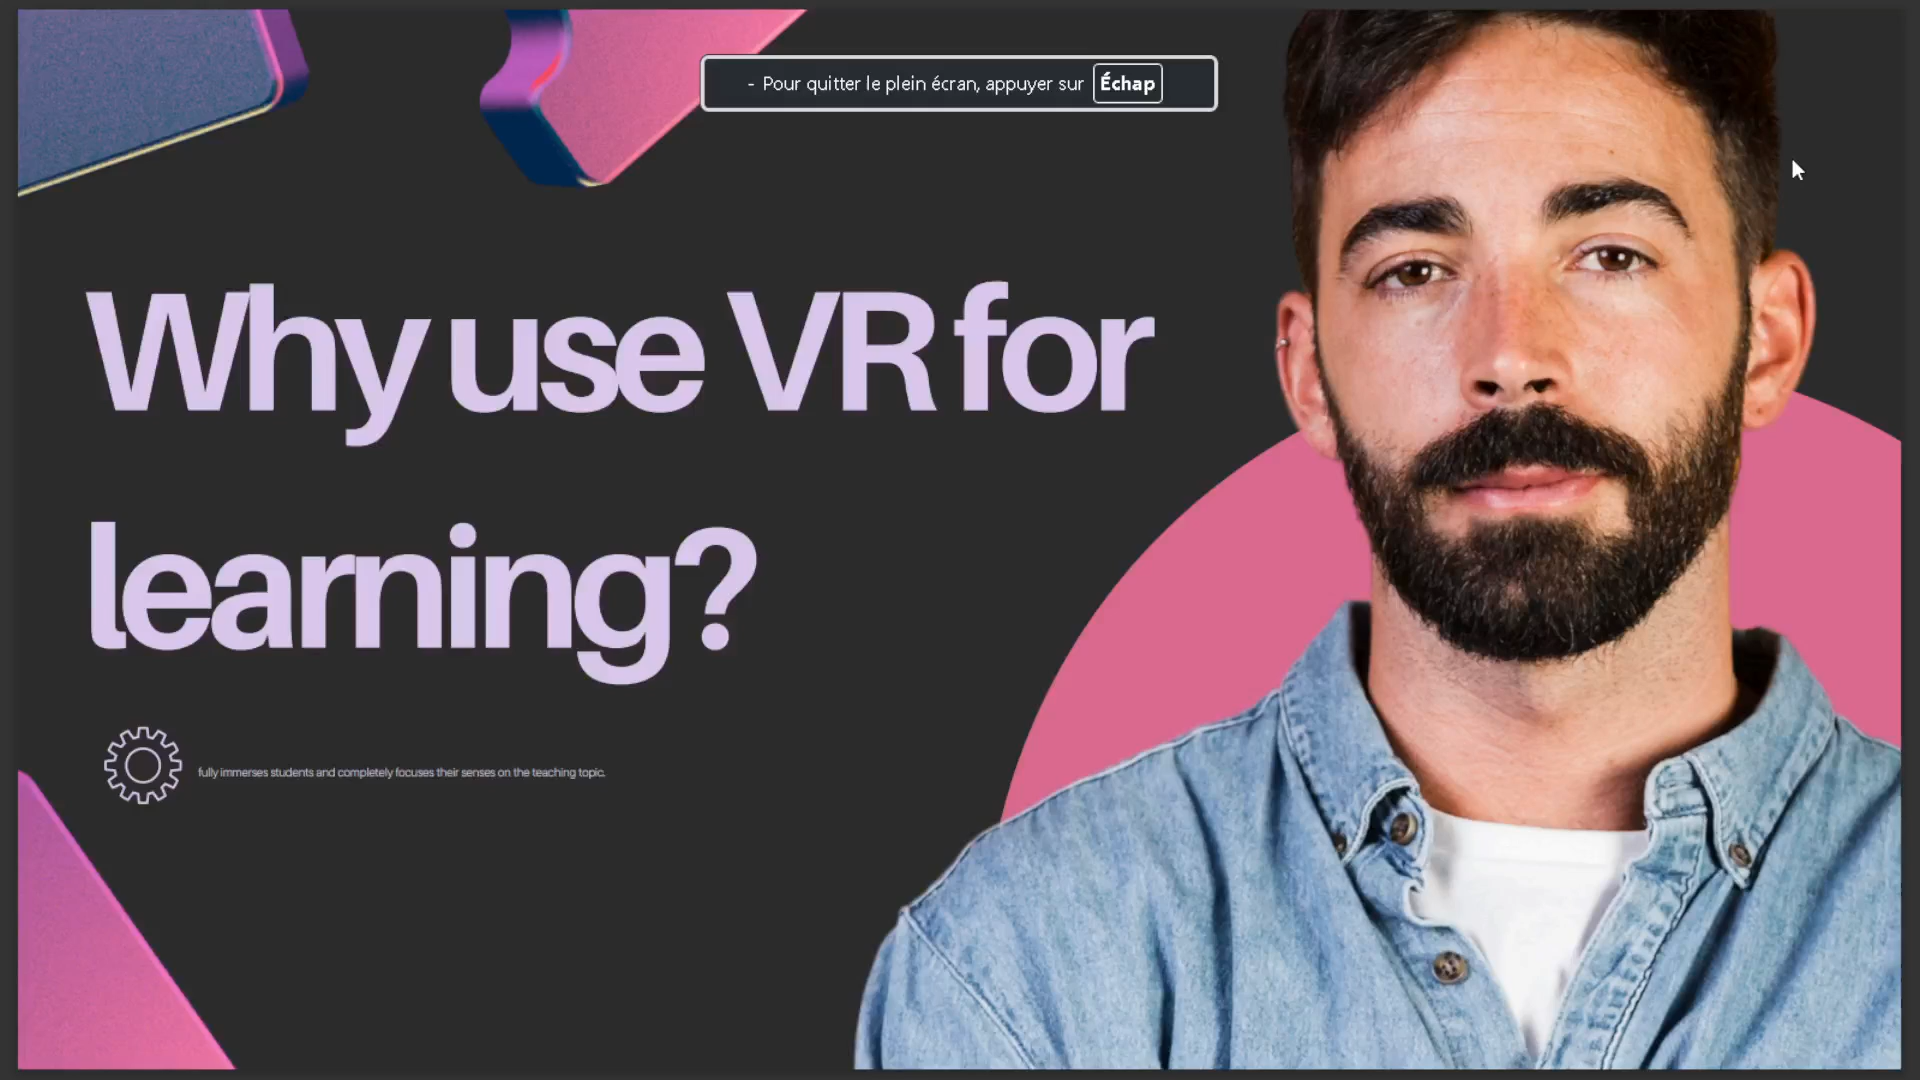 - Pour quitter le plein écran, appuyer sur Échap
Why use VR for
learning?
fully immerses students and completely focuses their senses on the teaching topic.